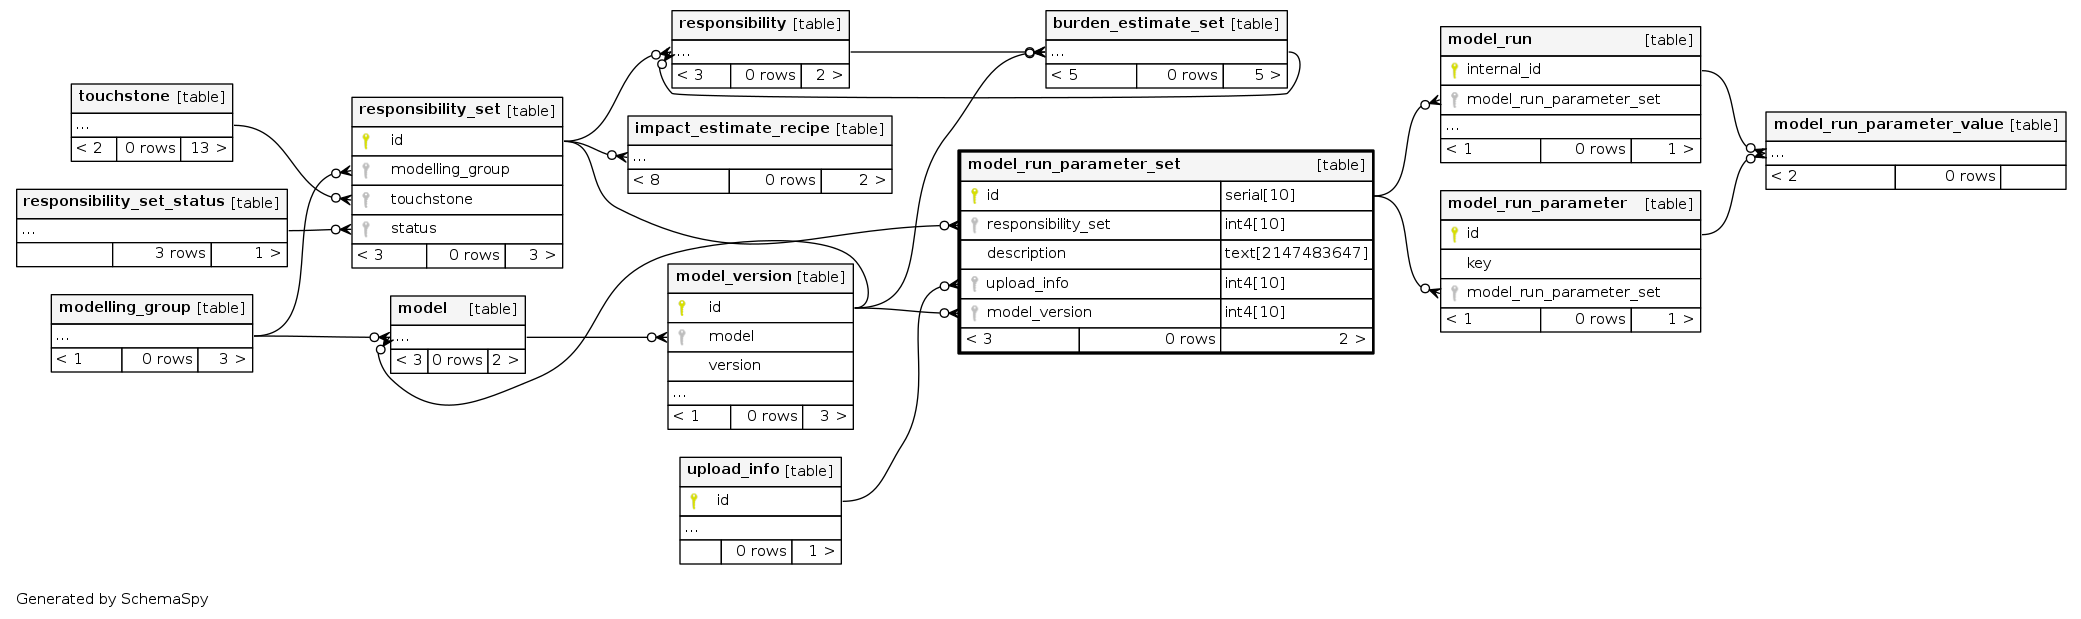 responsibility [table]
...
< 3 0 rows 2 >
burden_estimate_set [table]
...
< 5 0 rows 5 >
model_run [table]
internal_id
model_run_parameter_set
...
< 1 0 rows 1 >
touchstone [table]
...
< 2 0 rows 13 >
responsibility_set [table]
id
modelling_group
touchstone
status
< 3 0 rows 3 >
impact_estimate_recipe [table]
...
< 8 0 rows 2 >
model_run_parameter_value [table]
...
< 2 0 rows
model_run_parameter_set [table]
id serial[10]
responsibility_set int4[10]
description text[2147483647]
upload_info int4[10]
model_version int4[10]
< 3 0 rows 2 >
responsibility_set_status [table]
...
3 rows 1 >
model_run_parameter [table]
id
key
model_run_parameter_set
< 1 0 rows 1 >
modelling_group [table]
...
< 1 0 rows 3 >
model [table]
...
< 3 0 rows 2 >
model_version [table]
id
model
version
...
< 1 0 rows 3 >
upload_info [table]
id
...
0 rows 1 >
Generated by SchemaSpy